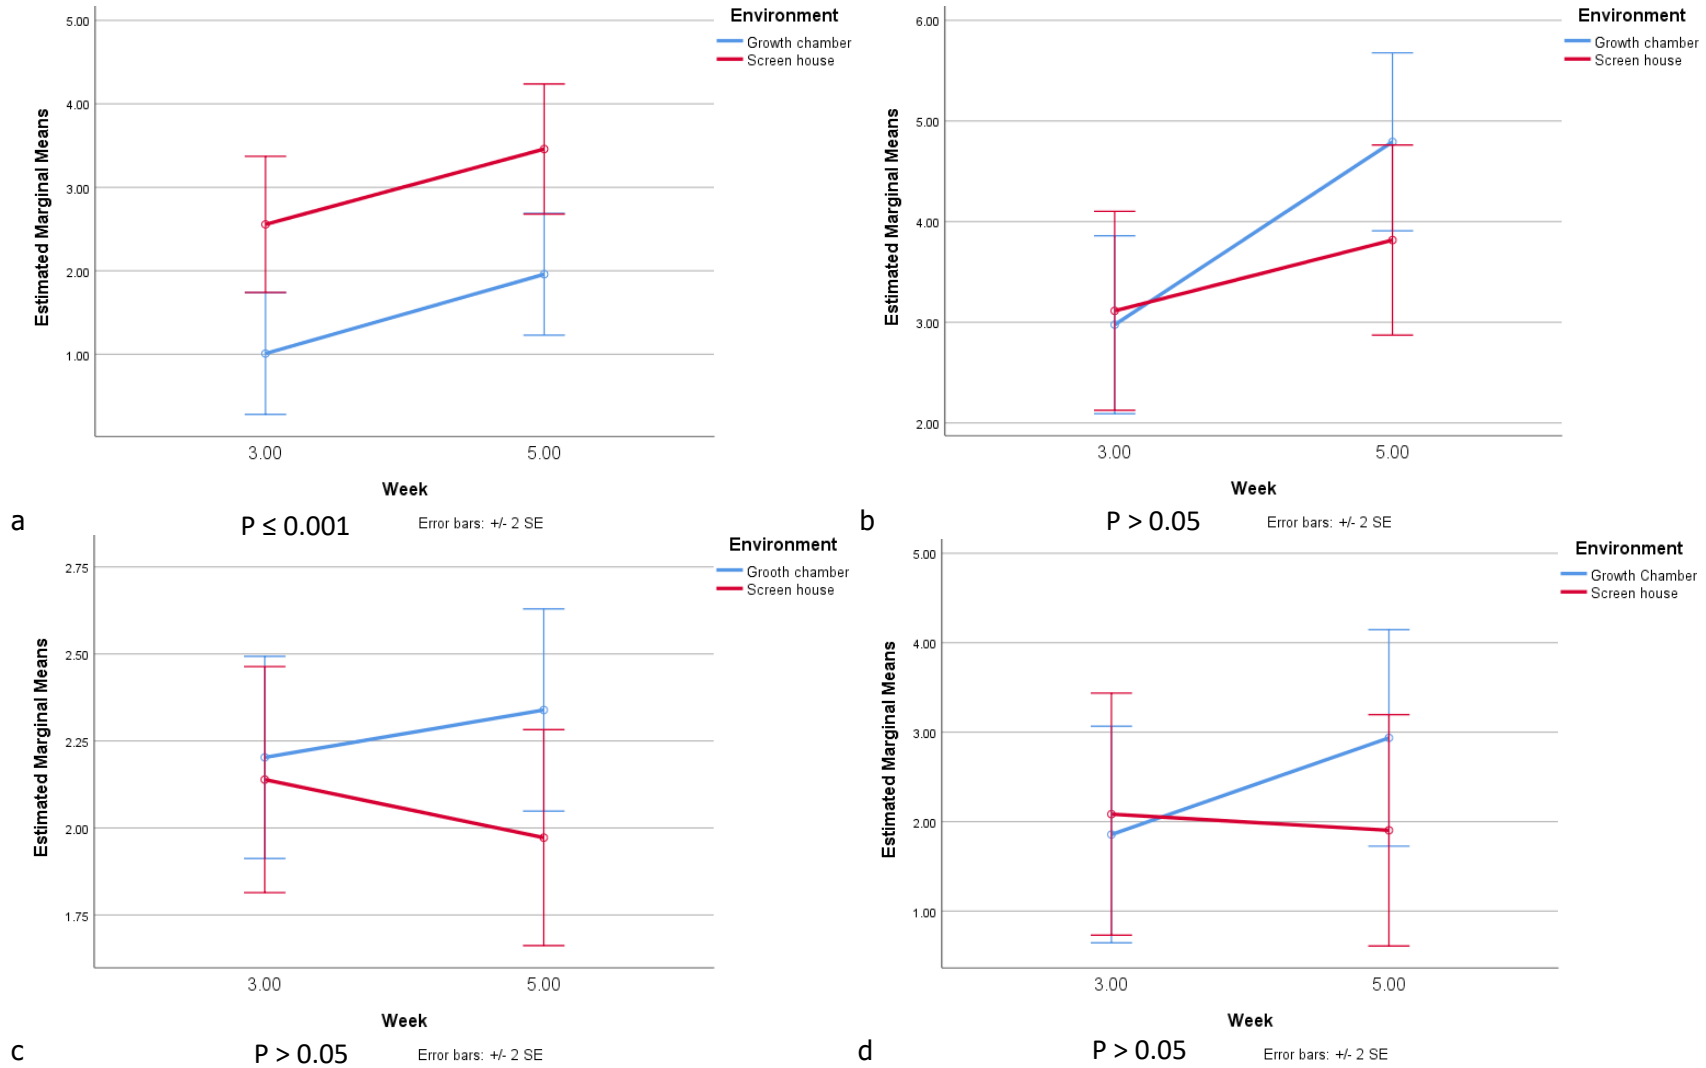 Environment
Growth chamber
Screen house
5.00
4.00
3.00
2.00
1.00
Estimated Marginal Means
3.00
5.00
Week
a
P ≤ 0.001
Error bars: +/- 2 SE
Environment
Growth chamber
Screen house
6.00
5.00
4.00
3.00
2.00
Estimated Marginal Means
3.00
5.00
Week
b
P > 0.05
Error bars: +/- 2 SE
Environment
Grooth chamber
Screen house
2.75
2.50
2.25
2.00
1.75
Estimated Marginal Means
3.00
5.00
Week
c
P > 0.05
Error bars: +/- 2 SE
Environment
Growth Chamber
Screen house
5.00
4.00
3.00
2.00
1.00
Estimated Marginal Means
3.00
5.00
Week
d
P > 0.05
Error bars: +/- 2 SE